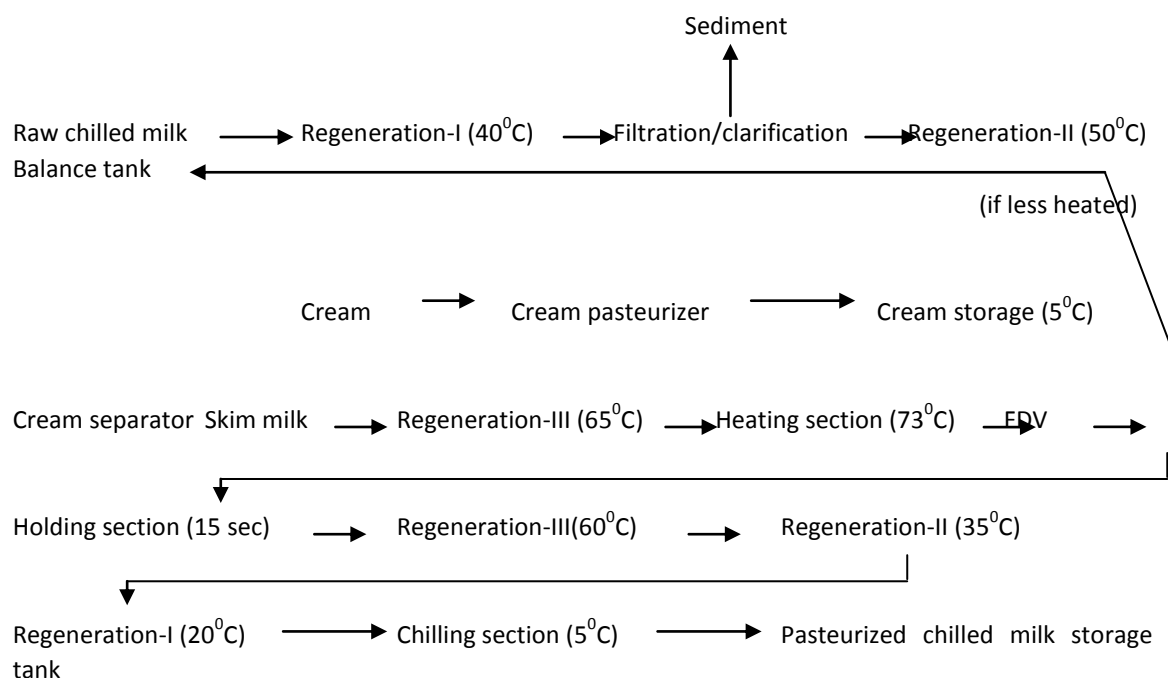 Sediment
Raw chilled milk Regeneration-I (40⁰C) Filtration/clarification Regeneration-II (50⁰C)
Balance tank
(if less heated)
Cream Cream pasteurizer Cream storage (5⁰C)
Cream separator Skim milk Regeneration-III (65⁰C) Heating section (73⁰C) FDV
Holding section (15 sec) Regeneration-III(60⁰C) Regeneration-II (35⁰C)
Regeneration-I (20⁰C) Chilling section (5⁰C) Pasteurized chilled milk storage
tank